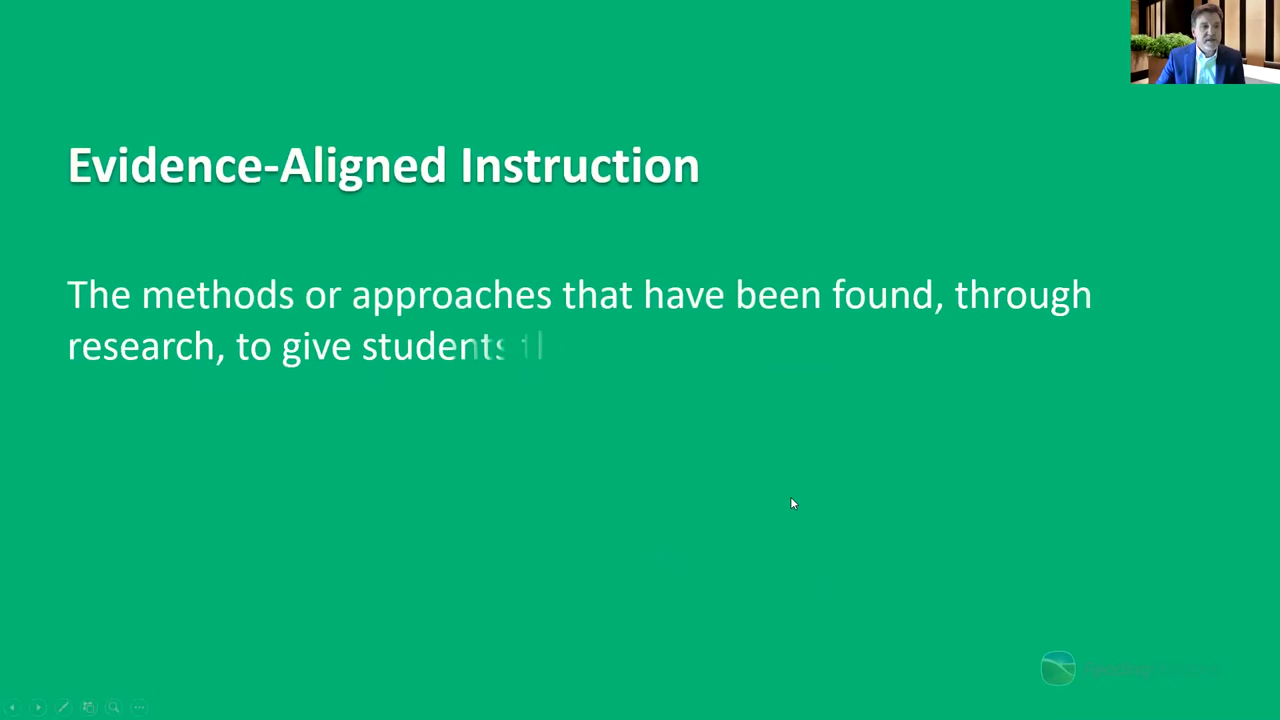 Evidence-Aligned Instruction
The methods or approaches that have been found, through
research, to give students